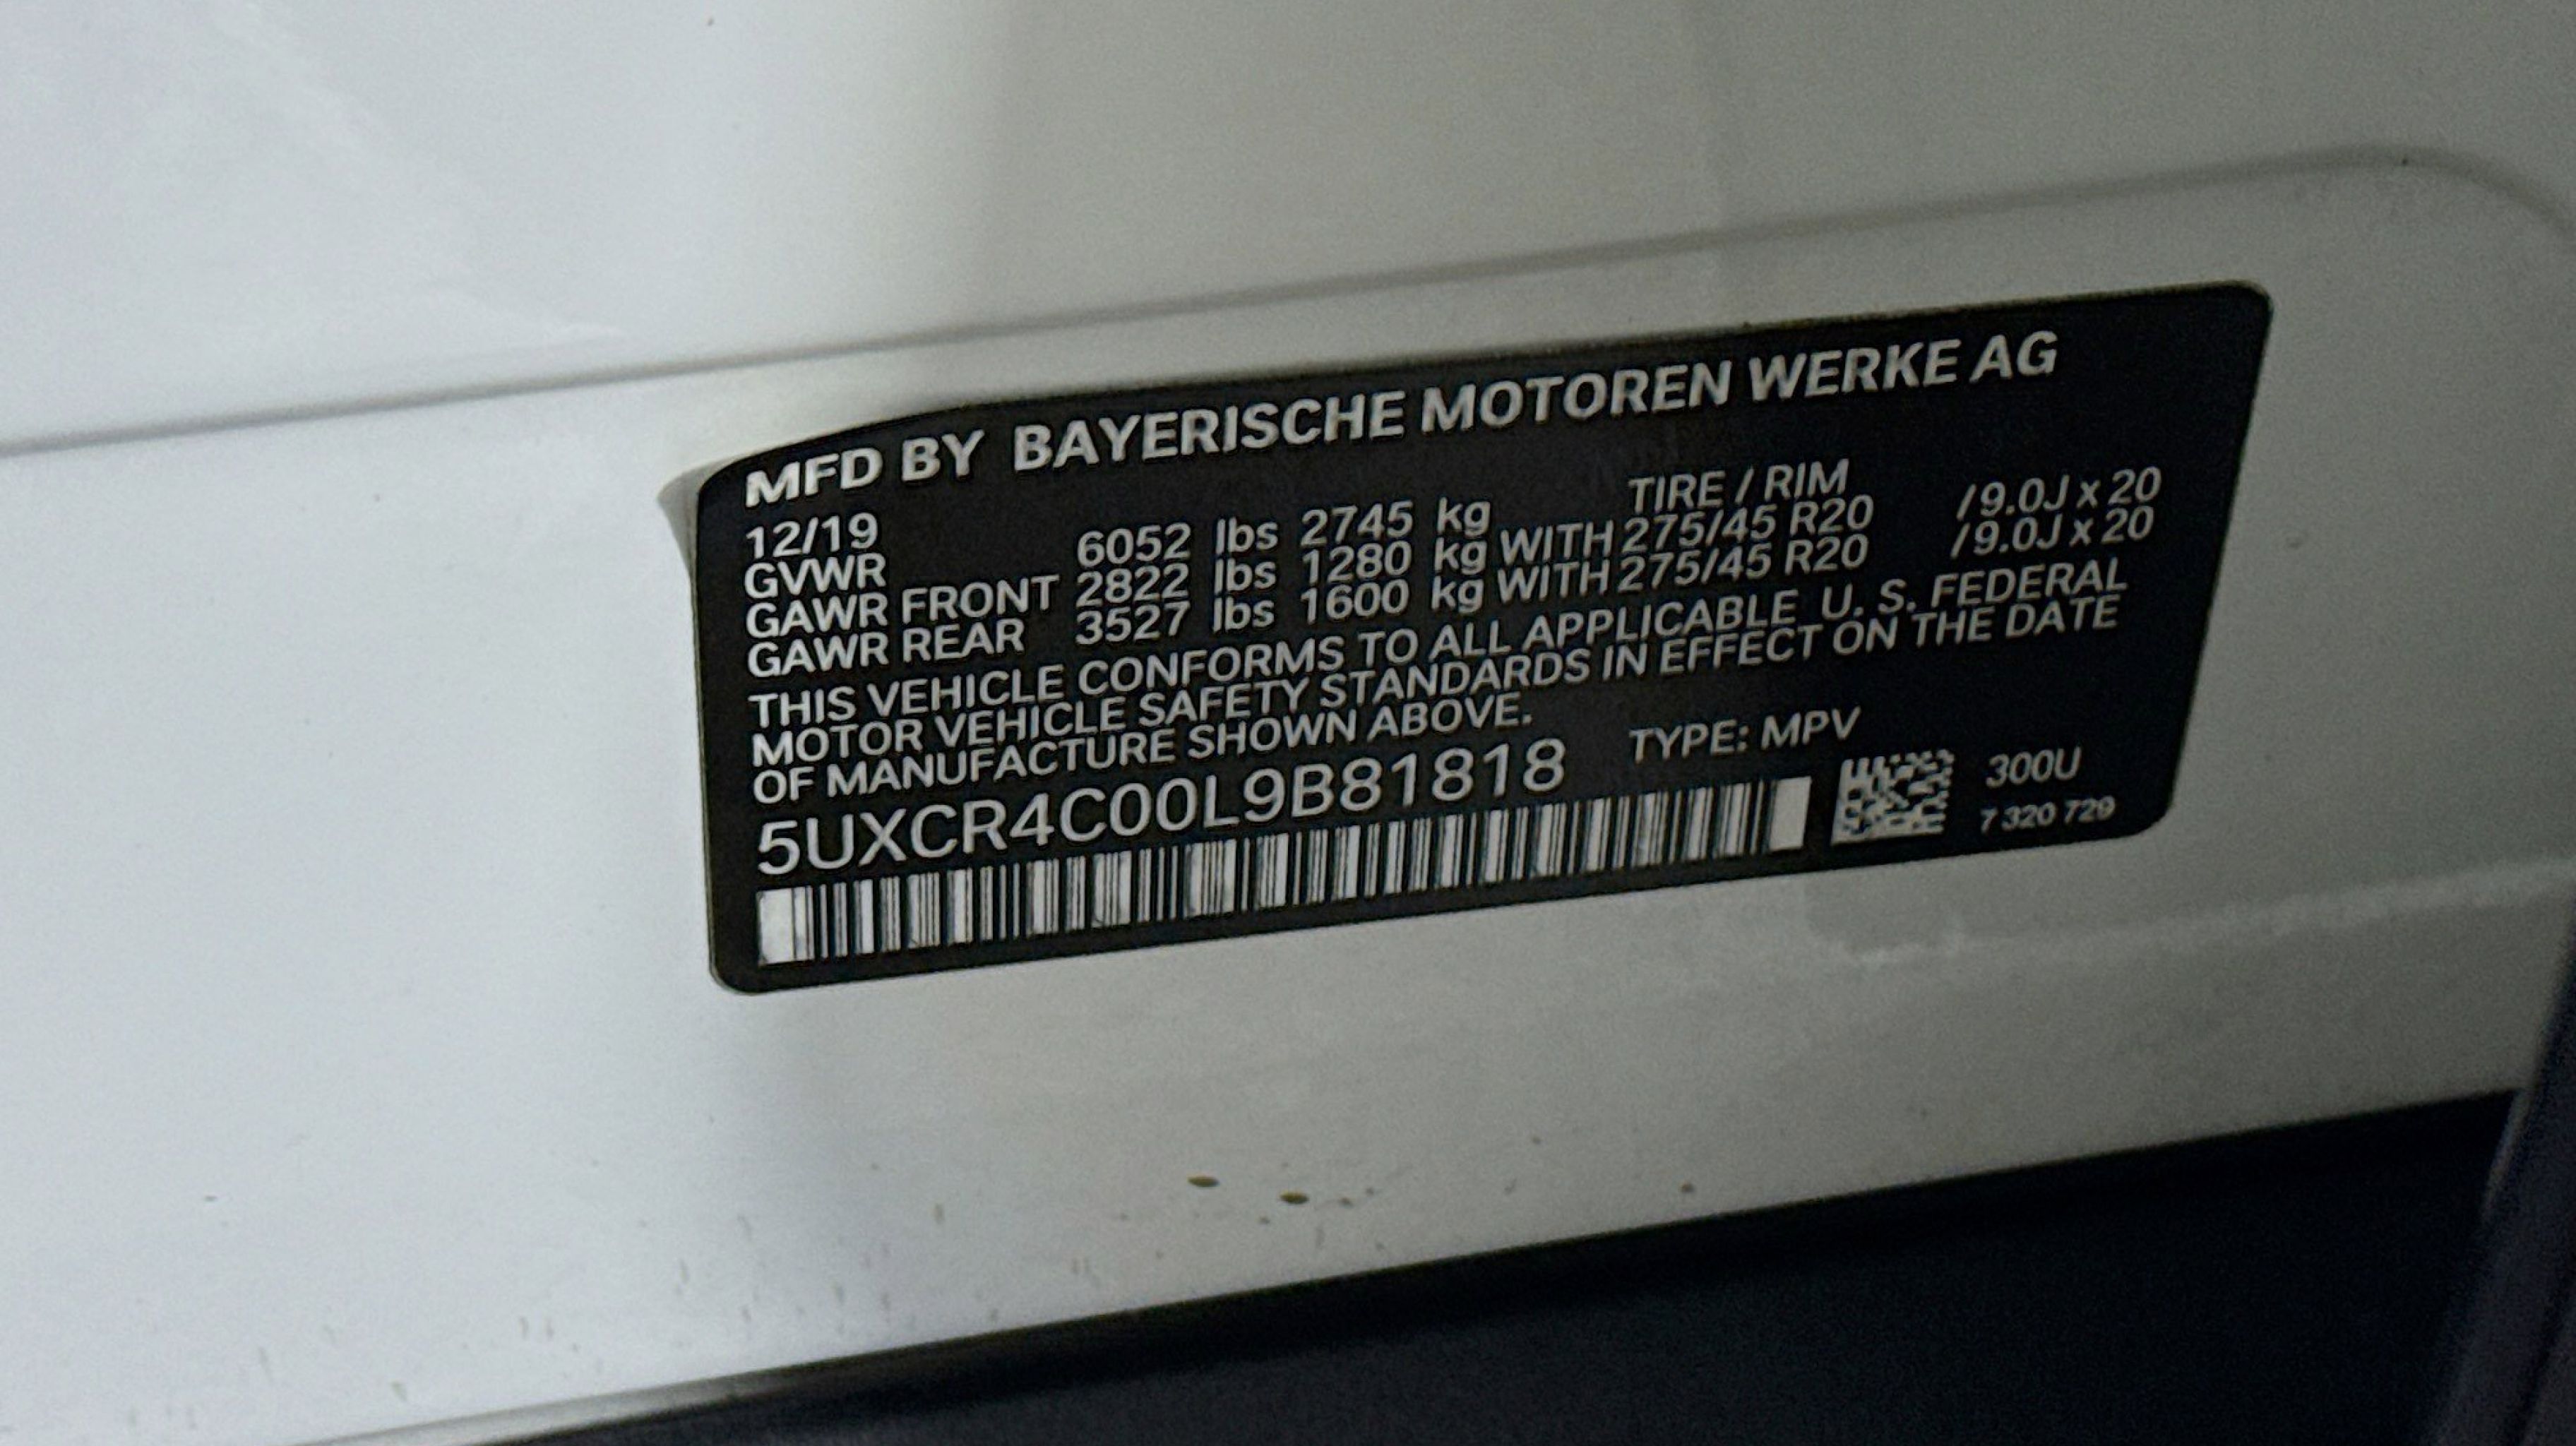 MFD BY BAYERISCHE MOTOREN WERKE AG
12/19 TIRE / RIM
GVWR 6052 lbs 2745 kg
GAWR FRONT 2822 lbs 1280 kg WITH 275/45 R20 /9.0J x 20
GAWR REAR 3527 lbs 1600 kg WITH 275/45 R20 /9.0J x 20
THIS VEHICLE CONFORMS TO ALL APPLICABLE U. S. FEDERAL
MOTOR VEHICLE SAFETY STANDARDS IN EFFECT ON THE DATE
OF MANUFACTURE SHOWN ABOVE.
5UXCR4C00L9B81818 TYPE: MPV
300U
7 320 729